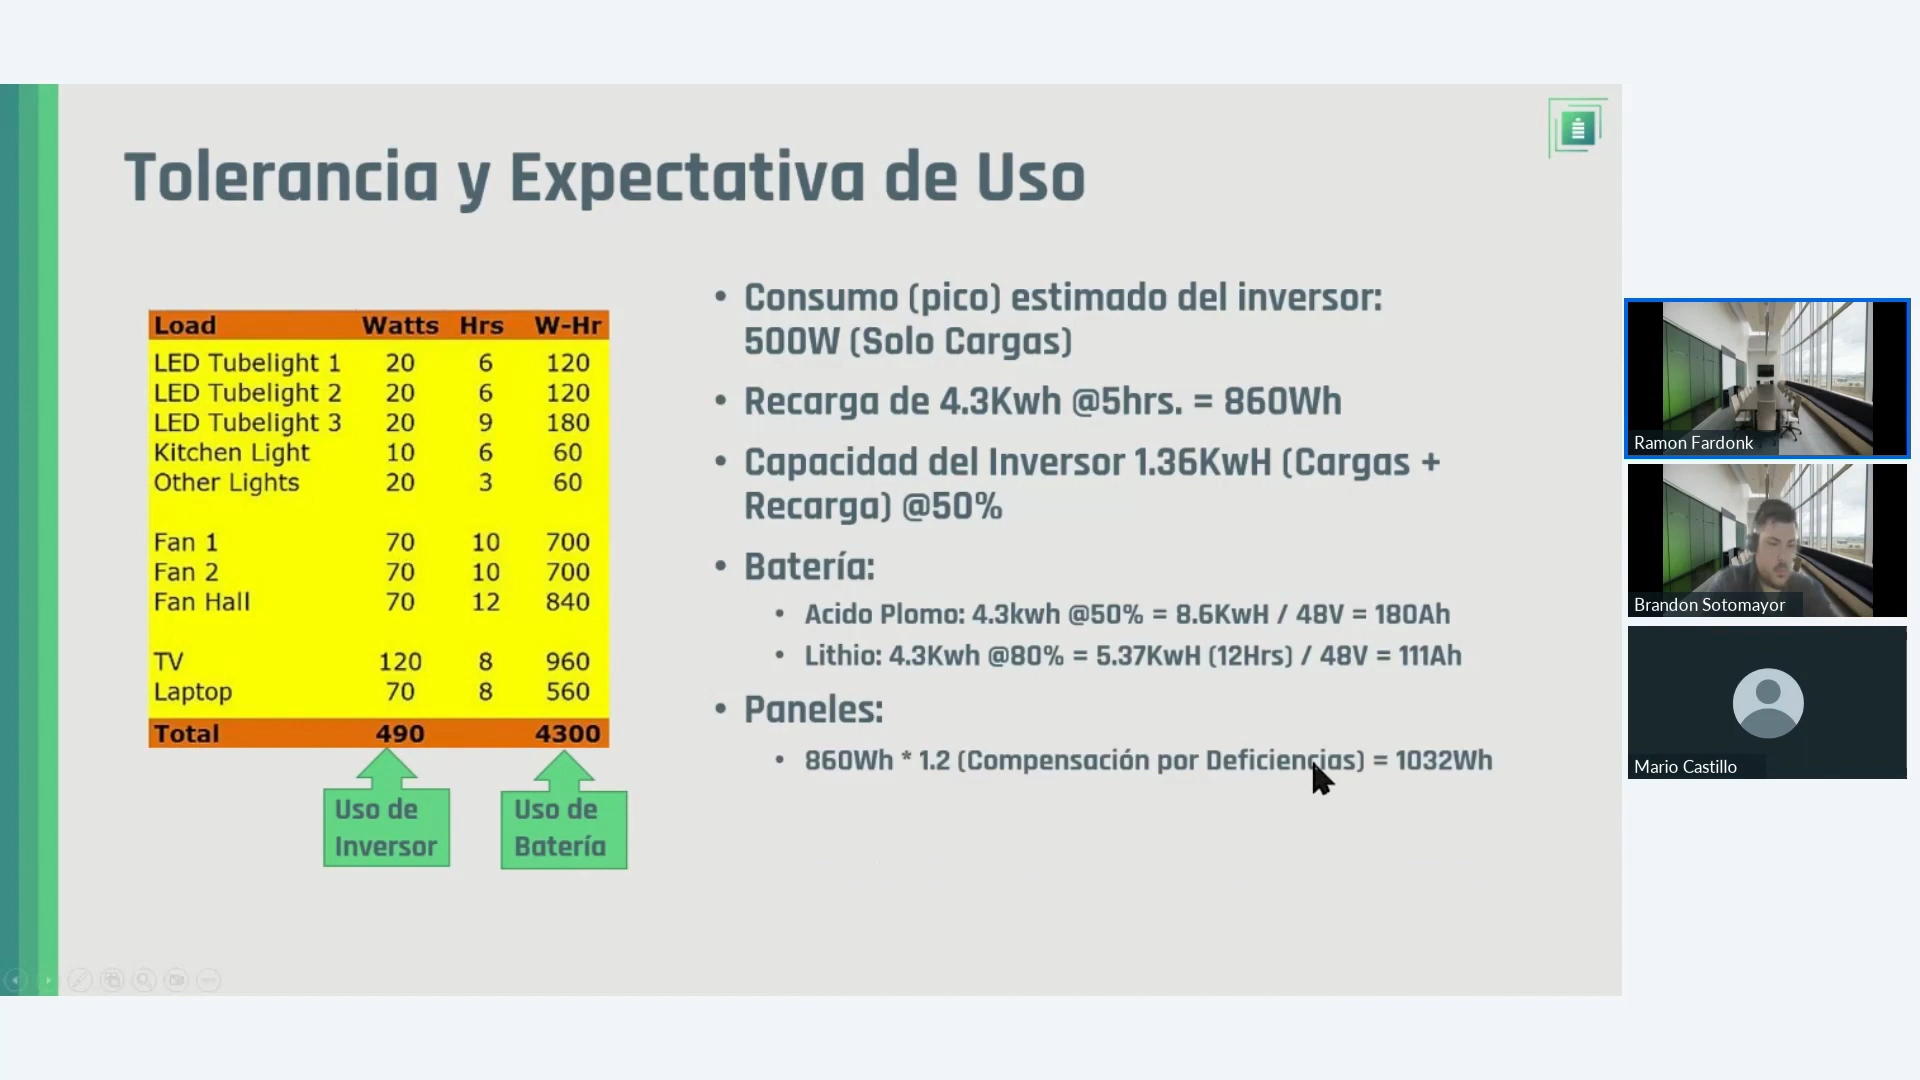 Tolerancia y Expectativa de Uso
Load Watts Hrs W-Hr
LED Tubelight 1 20 6 120
LED Tubelight 2 20 6 120
LED Tubelight 3 20 9 180
Kitchen Light 10 6 60
Other Lights 20 3 60
Fan 1 70 10 700
Fan 2 70 10 700
Fan Hall 70 12 840
TV 120 8 960
Laptop 70 8 560
Total 490 4300
Uso de
Inversor
Uso de
Batería
• Consumo (pico) estimado del inversor:
500W (Solo Cargas)
• Recarga de 4.3Kwh @5hrs. = 860Wh
• Capacidad del Inversor 1.36KwH (Cargas +
Recarga) @50%
• Batería:
• Acido Plomo: 4.3kwh @50% = 8.6KwH / 48V = 180Ah
• Lithio: 4.3Kwh @80% = 5.37KwH (12Hrs) / 48V = 111Ah
• Paneles:
• 860Wh * 1.2 (Compensación por Deficiencias) = 1032Wh
Ramon Fardonk
Brandon Sotomayor
Mario Castillo